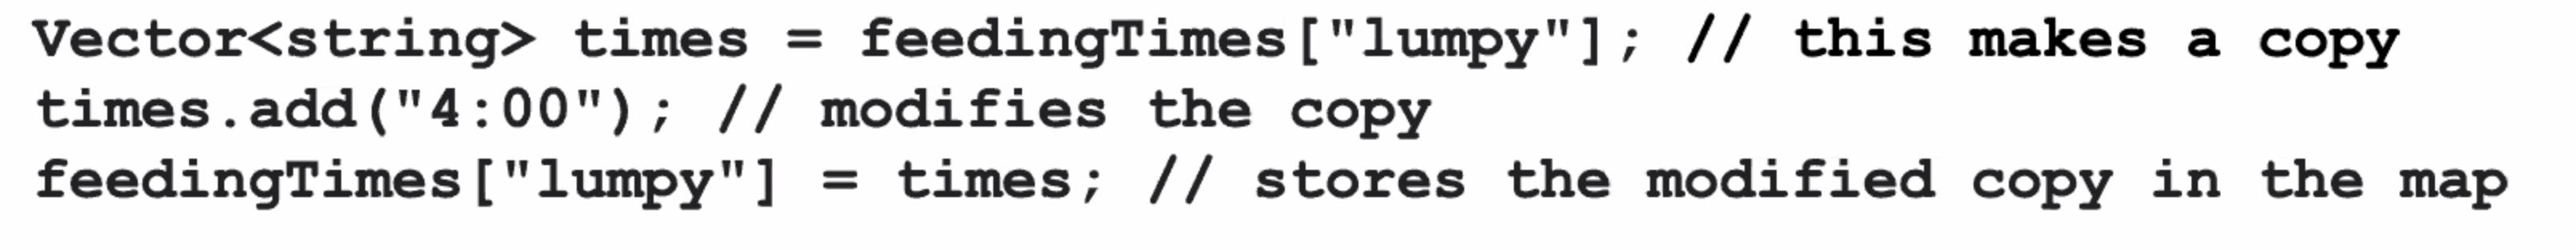 Vector<string> times = feedingTimes["lumpy"]; // this makes a copy
times.add("4:00"); // modifies the copy
feedingTimes["lumpy"] = times; // stores the modified copy in the map